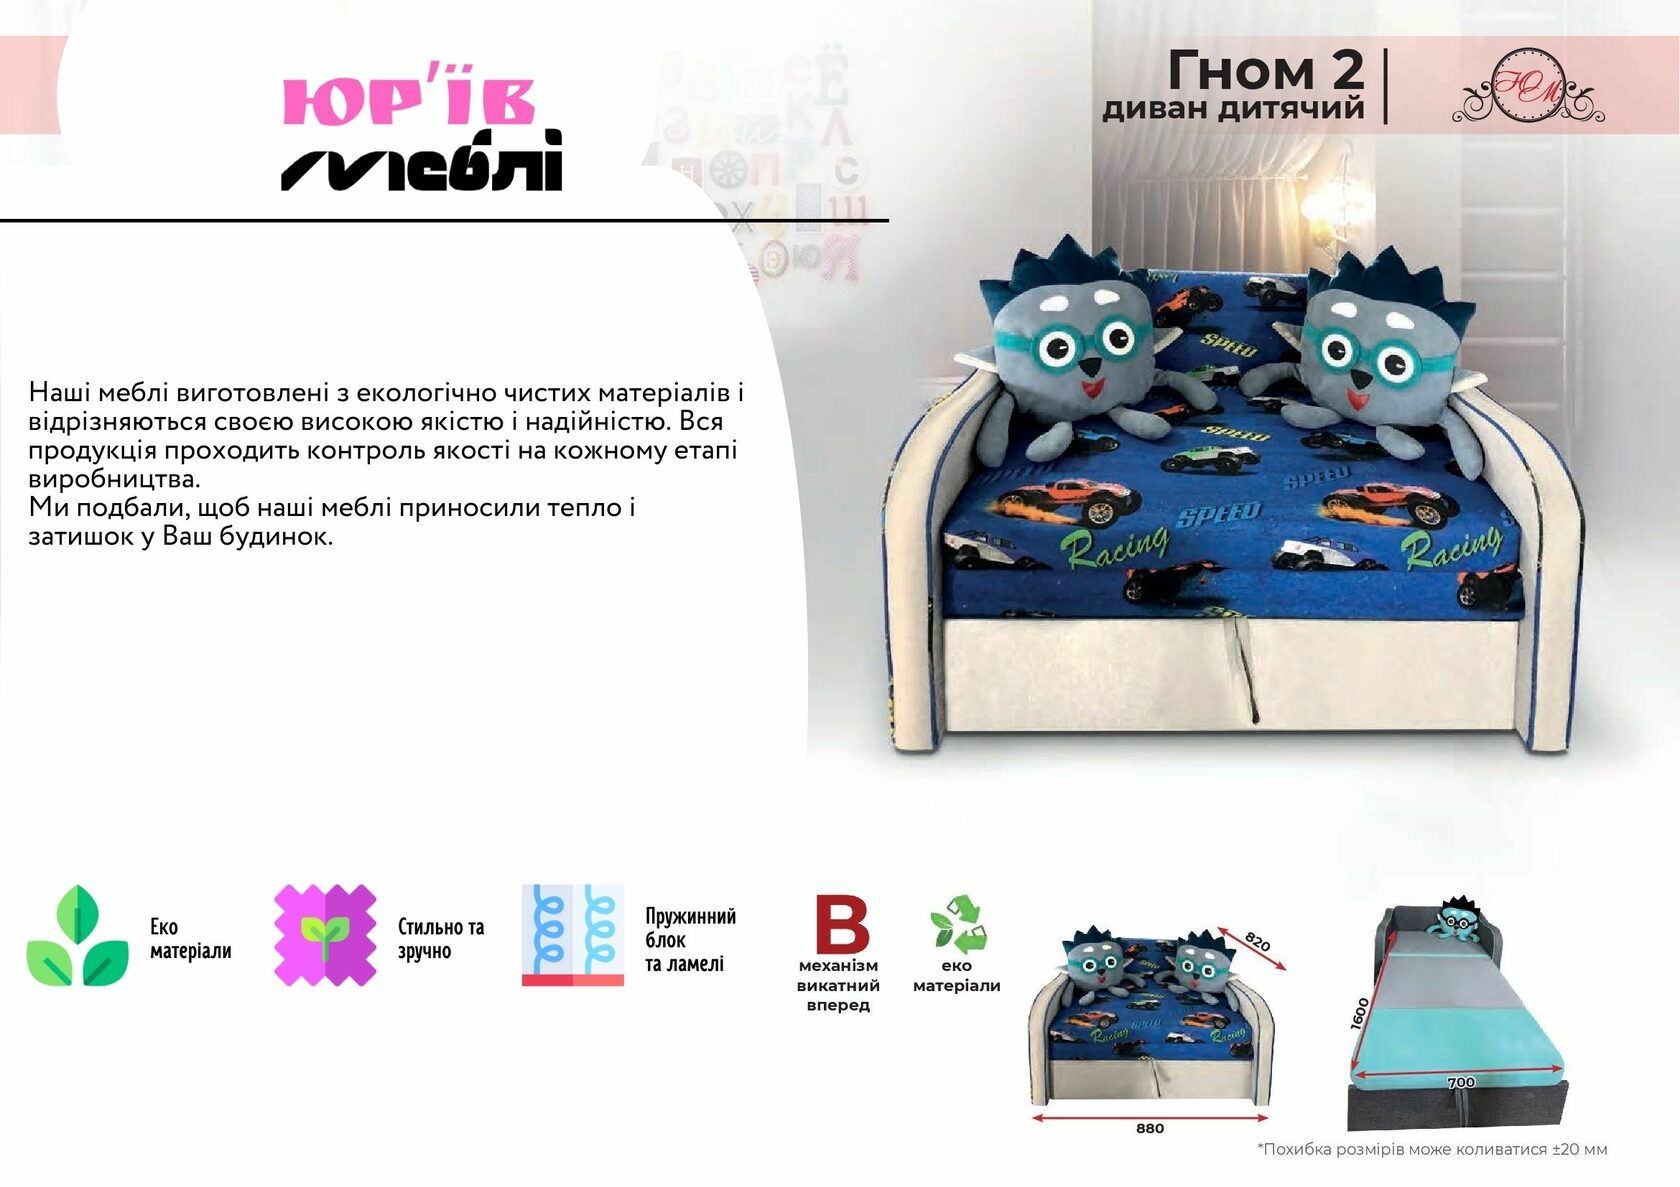 ЮР'ЇВ
меблі
Гном 2
диван дитячий
ЮМ
Наші меблі виготовлені з екологічно чистих матеріалів і
відрізняються своєю високою якістю і надійністю. Вся
продукція проходить контроль якості на кожному етапі
виробництва.
Ми подбали, щоб наші меблі приносили тепло і
затишок у Ваш будинок.
SPEED
SPEED
SPEED
SPEED
Racing
Racing
Еко
матеріали
Стильно та
зручно
Пружинний
блок
та ламелі
В
механізм
викатний
вперед
еко
матеріали
820
880
1600
700
*Похибка розмірів може коливатися ±20 мм